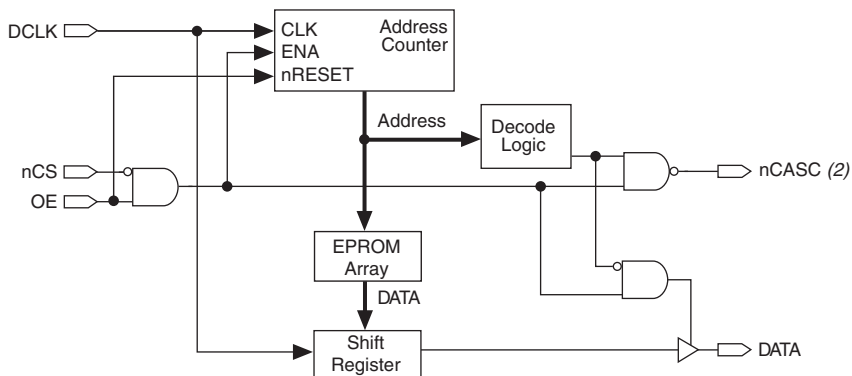 DCLK
CLK
ENA
nRESET
Address
Counter
Address
Decode
Logic
nCS
OE
nCASC (2)
EPROM
Array
DATA
Shift
Register
DATA